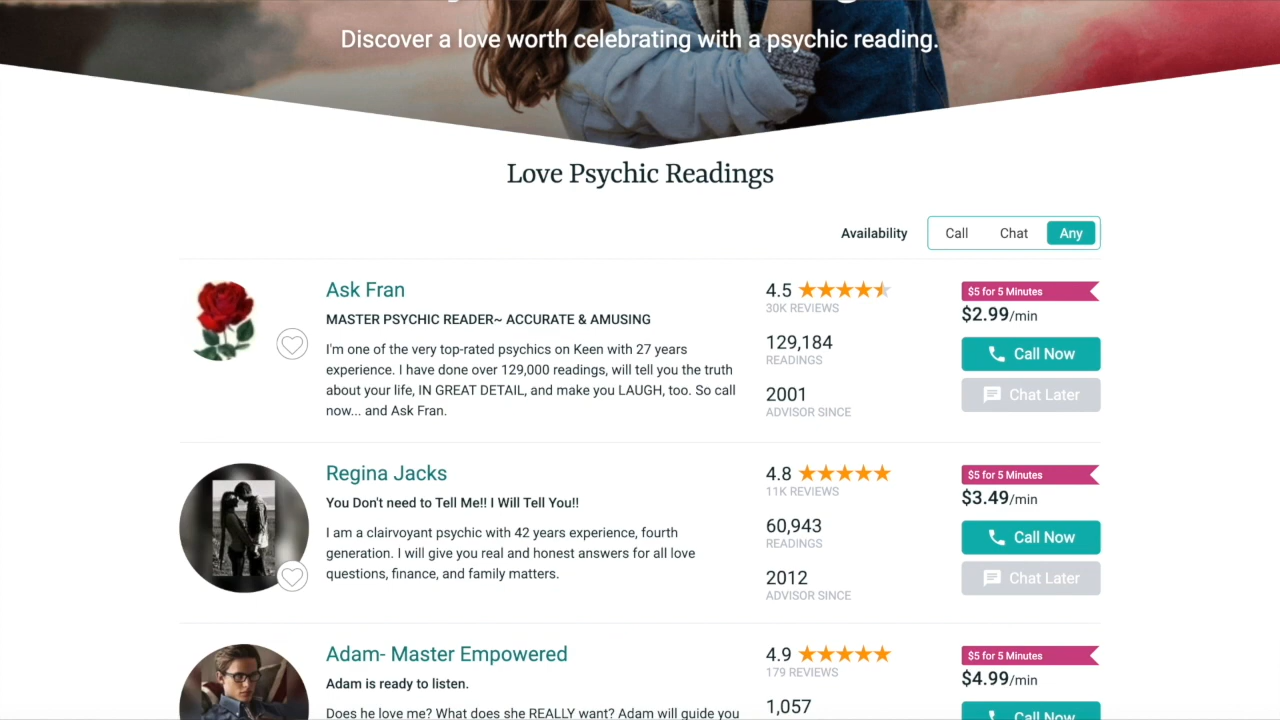 Discover a love worth celebrating with a psychic reading.
Love Psychic Readings
Availability Call Chat Any
Ask Fran
MASTER PSYCHIC READER~ ACCURATE & AMUSING
I'm one of the very top-rated psychics on Keen with 27 years
experience. I have done over 129,000 readings, will tell you the truth
about your life, IN GREAT DETAIL, and make you LAUGH, too. So call
now... and Ask Fran.
4.5
30K REVIEWS
129,184
READINGS
2001
ADVISOR SINCE
$5 for 5 Minutes
$2.99/min
Call Now
Chat Later
Regina Jacks
You Don't need to Tell Me!! I Will Tell You!!
I am a clairvoyant psychic with 42 years experience, fourth
generation. I will give you real and honest answers for all love
questions, finance, and family matters.
4.8
11K REVIEWS
60,943
READINGS
2012
ADVISOR SINCE
$5 for 5 Minutes
$3.49/min
Call Now
Chat Later
Adam- Master Empowered
Adam is ready to listen.
Does he love me? What does she REALLY want? Adam will guide you
4.9
179 REVIEWS
1,057
$5 for 5 Minutes
$4.99/min
Call Now